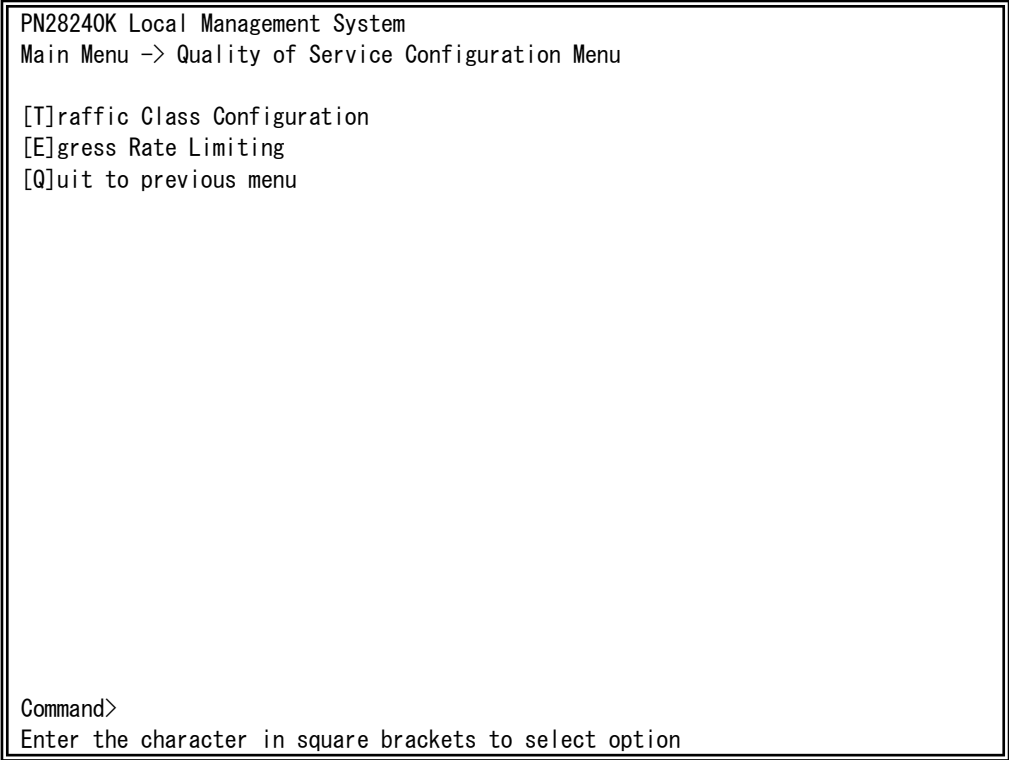 PN28240K Local Management System
Main Menu -> Quality of Service Configuration Menu
[T]raffic Class Configuration
[E]gress Rate Limiting
[Q]uit to previous menu
Command>
Enter the character in square brackets to select option